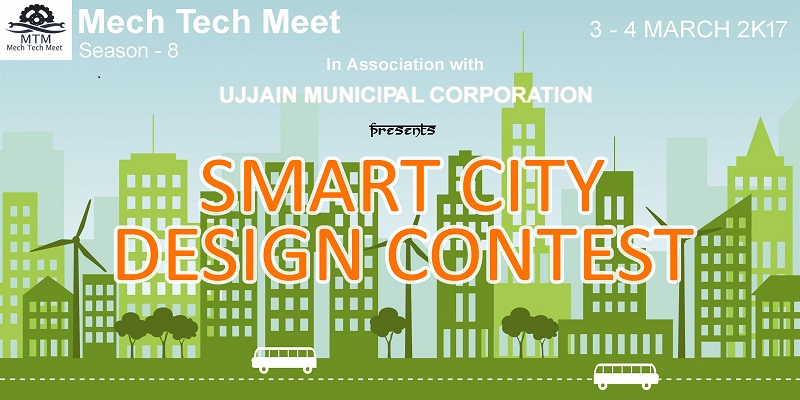 MTM
Mech Tech Meet
Mech Tech Meet
Season - 8
3 - 4 MARCH 2K17
In Association with
UJJAIN MUNICIPAL CORPORATION
presents
SMART CITY
DESIGN CONTEST